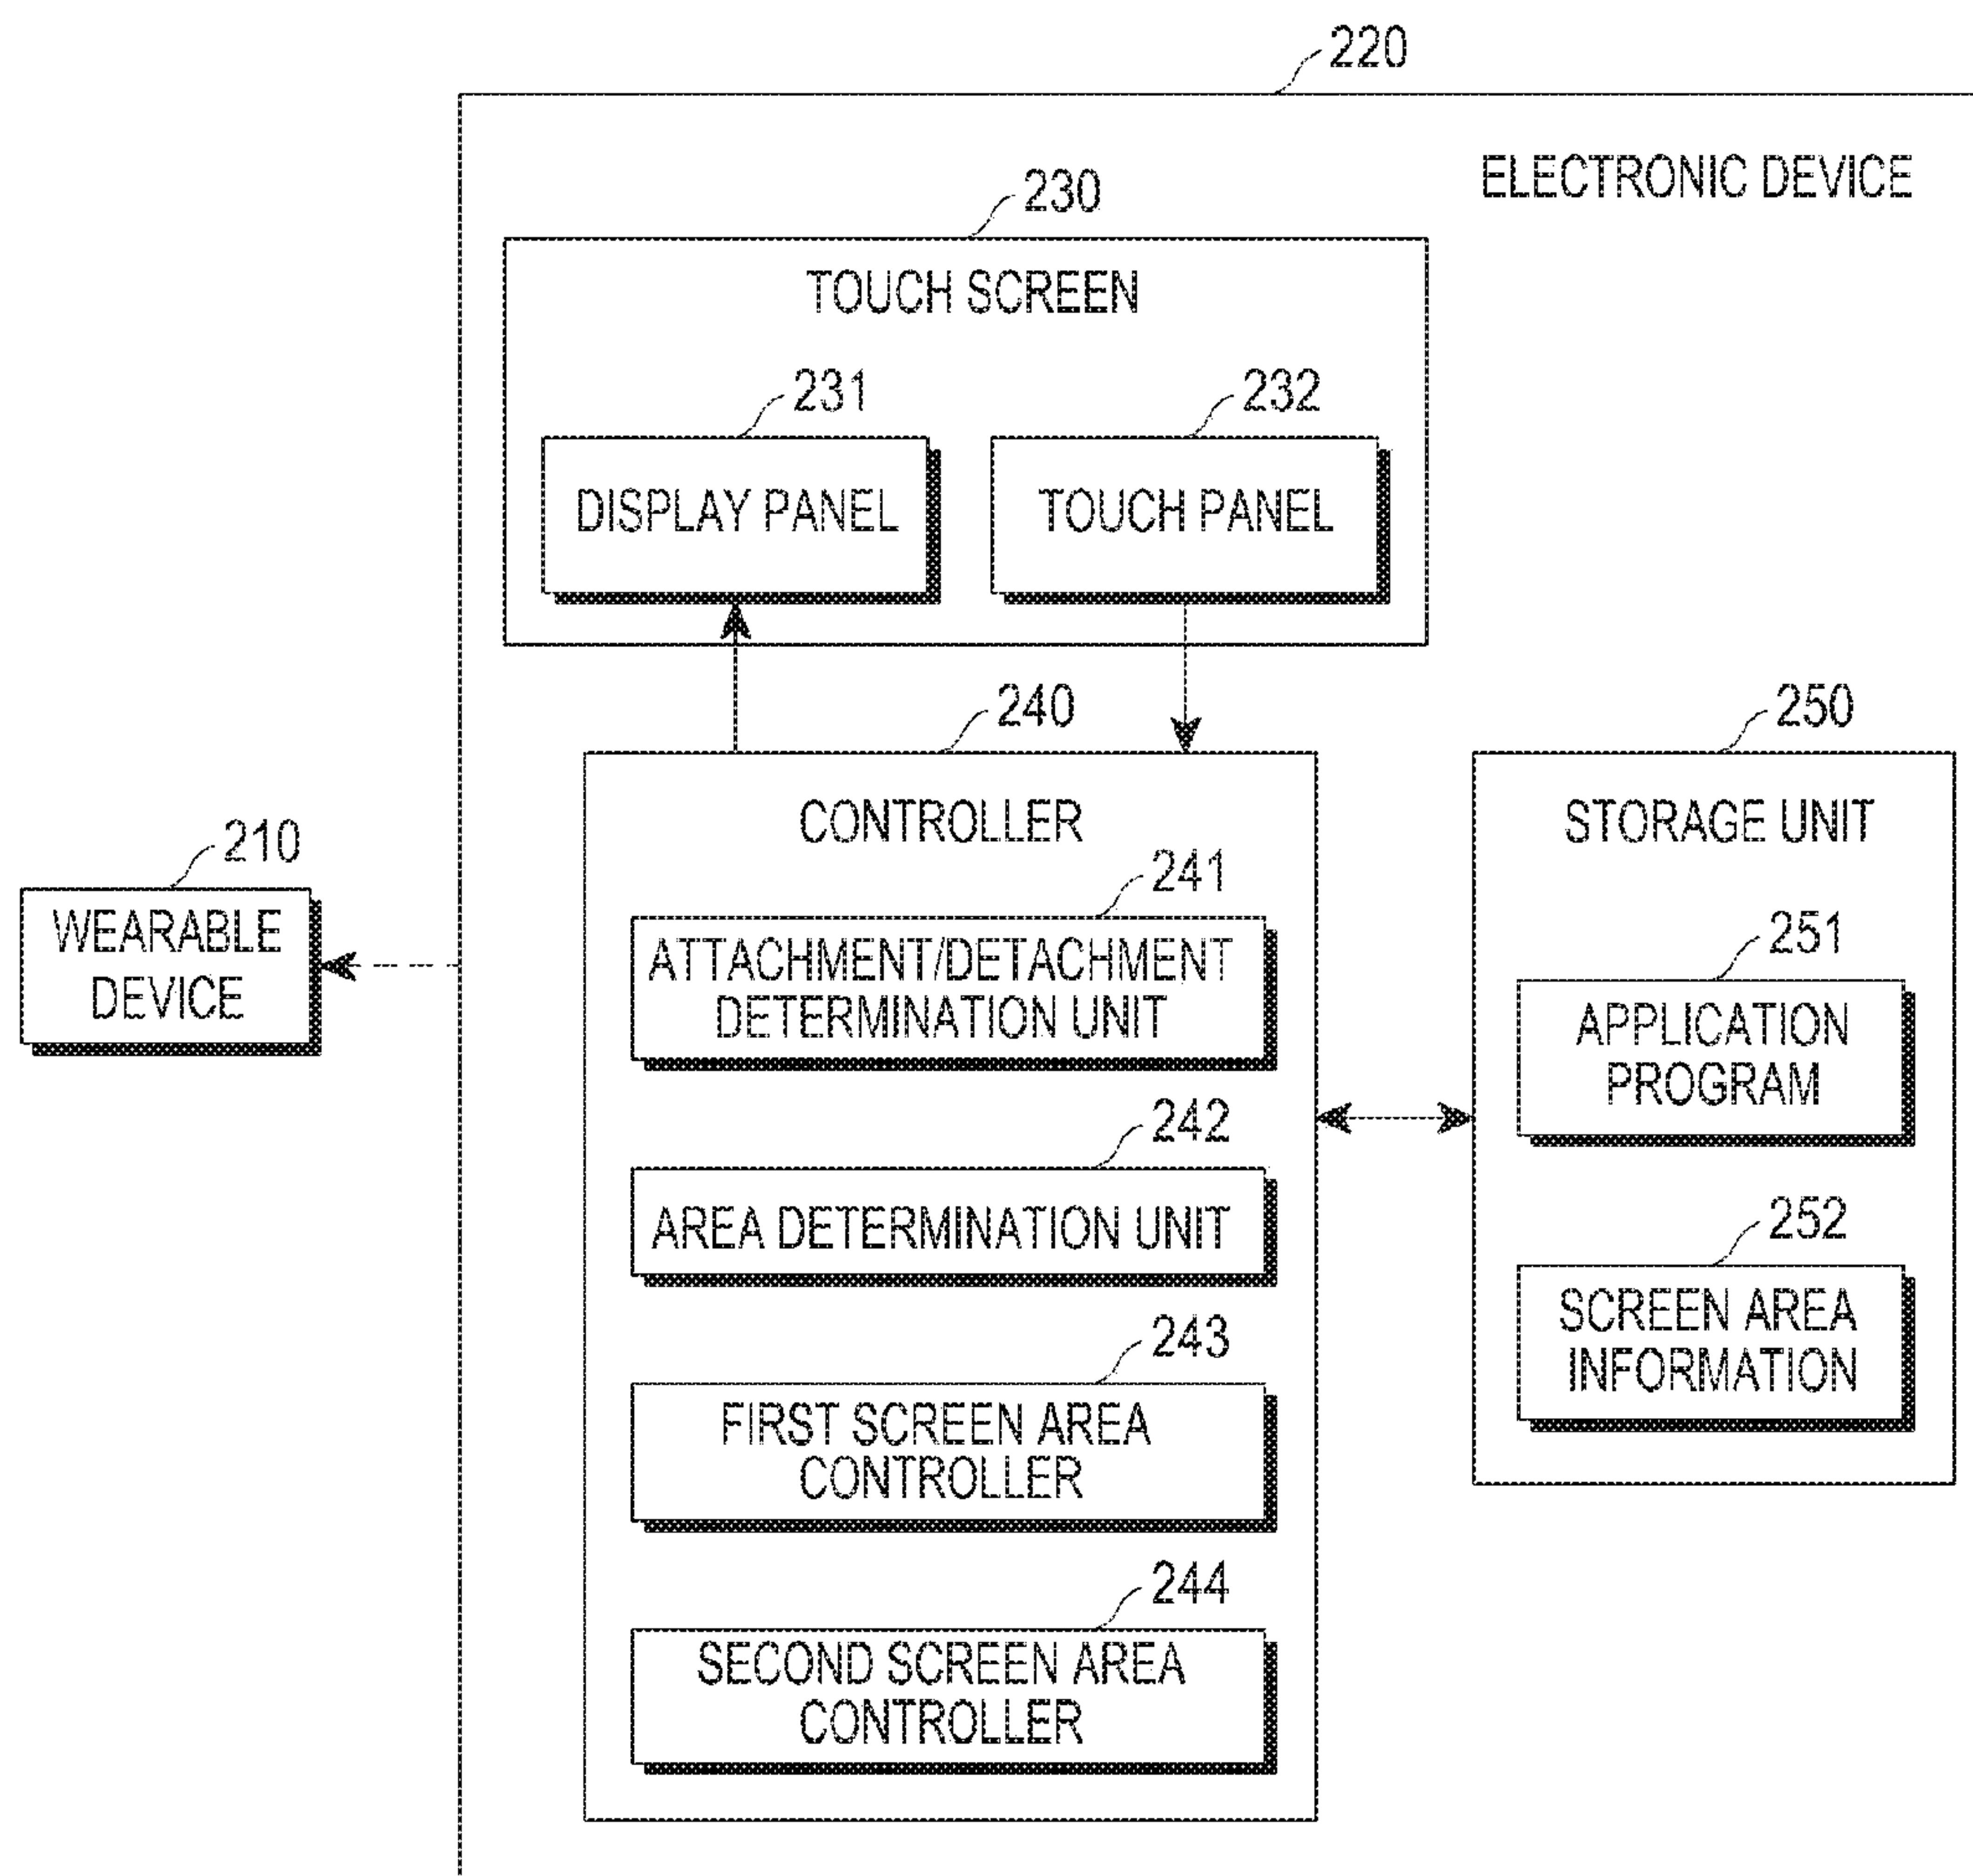 220
ELECTRONIC DEVICE
230
TOUCH SCREEN
231
DISPLAY PANEL
232
TOUCH PANEL
240
CONTROLLER
241
ATTACHMENT/DETACHMENT
DETERMINATION UNIT
242
AREA DETERMINATION UNIT
243
FIRST SCREEN AREA
CONTROLLER
244
SECOND SCREEN AREA
CONTROLLER
250
STORAGE UNIT
251
APPLICATION
PROGRAM
252
SCREEN AREA
INFORMATION
210
WEARABLE
DEVICE